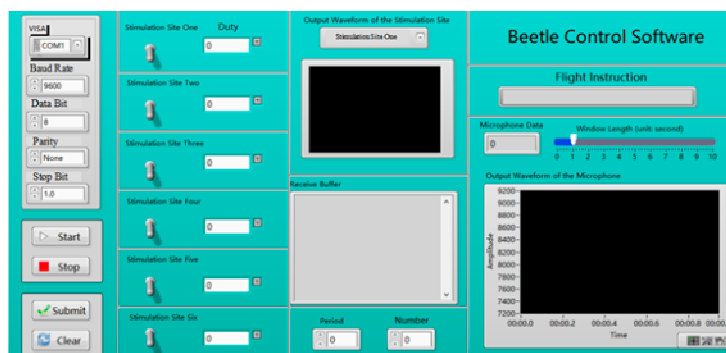 VISA
COM1
Baud Rate
9600
Data Bit
8
Parity
None
Stop Bit
1.0
Start
Stop
Submit
Clear
Stimulation Site One Duty
0
Stimulation Site Two
0
Stimulation Site Three
0
Stimulation Site Four
0
Stimulation Site Five
0
Stimulation Site Six
0
Output Waveform of the Stimulation Site
Stimulation Site One
Receive Buffer
Period Number
0 0
Beetle Control Software
Flight Instruction
Microphone Data
0
Window Length (unit second)
0 1 2 3 4 5 6 7 8 9 10
Output Waveform of the Microphone
Amplitude
9200
9000
8800
8600
8400
8200
8000
7800
7600
7400
7200
00:00.0 00:00.2 00:00.4 00:00.6 00:00.8 00:00.9
Time